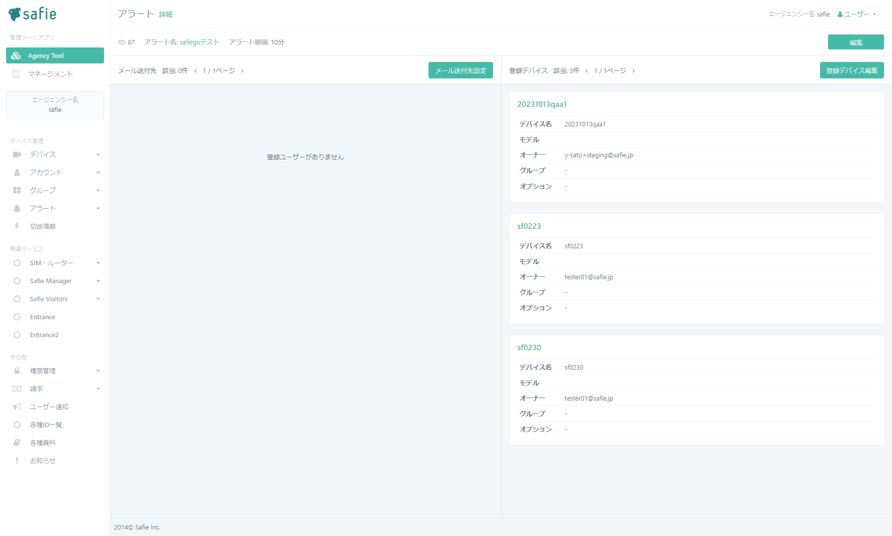 safie
管理ツールアプリ
Agency Tool
マネージメント
エージェンシー名
safie
デバイス管理
デバイス
アカウント
グループ
アラート
切断情報
関連サービス
SIM・ルーター
Safie Manager
Safie Visitors
Entrance
Entrance2
その他
権限管理
請求
ユーザー通知
各種ID一覧
各種資料
お知らせ
アラート 詳細
エージェンシー名 safie ユーザー
ID: 67 アラート名: safiegoテスト アラート期間: 10分
編集
メール送付先 該当: 0件 ‹ 1 / 1ページ ›
メール送付先設定
登録ユーザーがありません
登録デバイス 該当: 3件 ‹ 1 / 1ページ ›
登録デバイス編集
20231013qaa1
デバイス名 20231013qaa1
モデル
オーナー y-sato+staging@safie.jp
グループ -
オプション -
sf0223
デバイス名 sf0223
モデル
オーナー tester01@safie.jp
グループ -
オプション -
sf0230
デバイス名 sf0230
モデル
オーナー tester01@safie.jp
グループ -
オプション -
2014© Safie Inc.